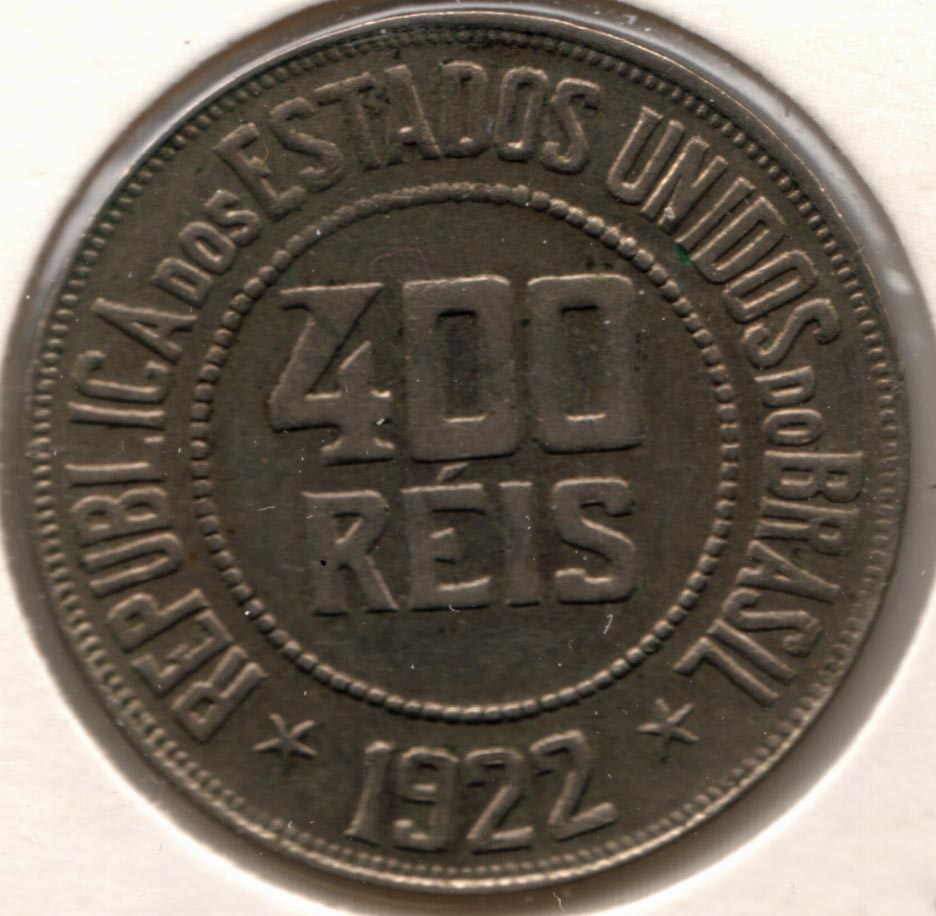 REPUBLICA DOS ESTADOS UNIDOS DO BRASIL
400
RÉIS
1922